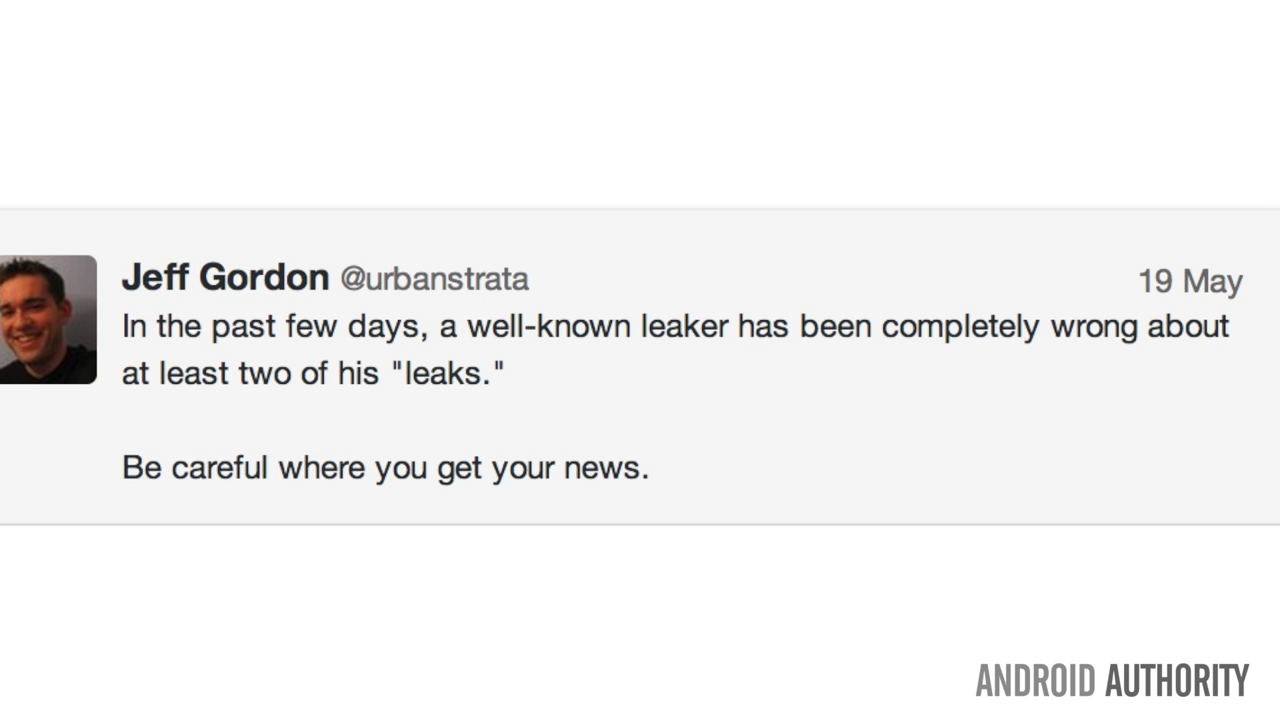 Jeff Gordon @urbanstrata 19 May
In the past few days, a well-known leaker has been completely wrong about
at least two of his "leaks."
Be careful where you get your news.
ANDROID AUTHORITY